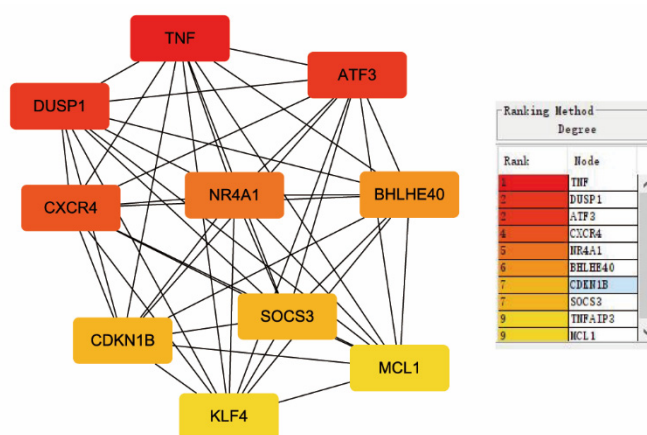 TNF
ATF3
DUSP1
CXCR4
NR4A1
BHLHE40
SOCS3
CDKN1B
MCL1
KLF4
Ranking Method
Degree
Rank Node
1 TNF
2 DUSP1
2 ATF3
4 CXCR4
5 NR4A1
6 BHLHE40
7 CDKN1B
7 SOCS3
9 TNFAIP3
9 MCL1